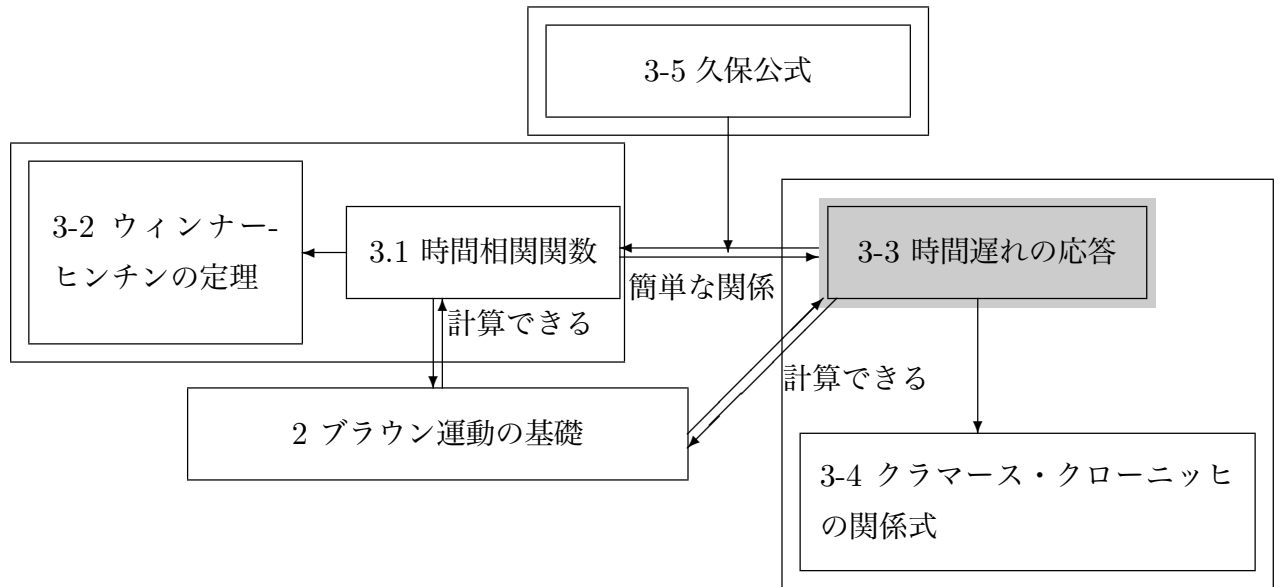 3-5 久保公式
3-2 ウィンナー-
ヒンチンの定理
3.1 時間相関関数
3-3 時間遅れの応答
簡単な関係
計算できる
計算できる
2 ブラウン運動の基礎
3-4 クラマース・クローニッヒ
の関係式